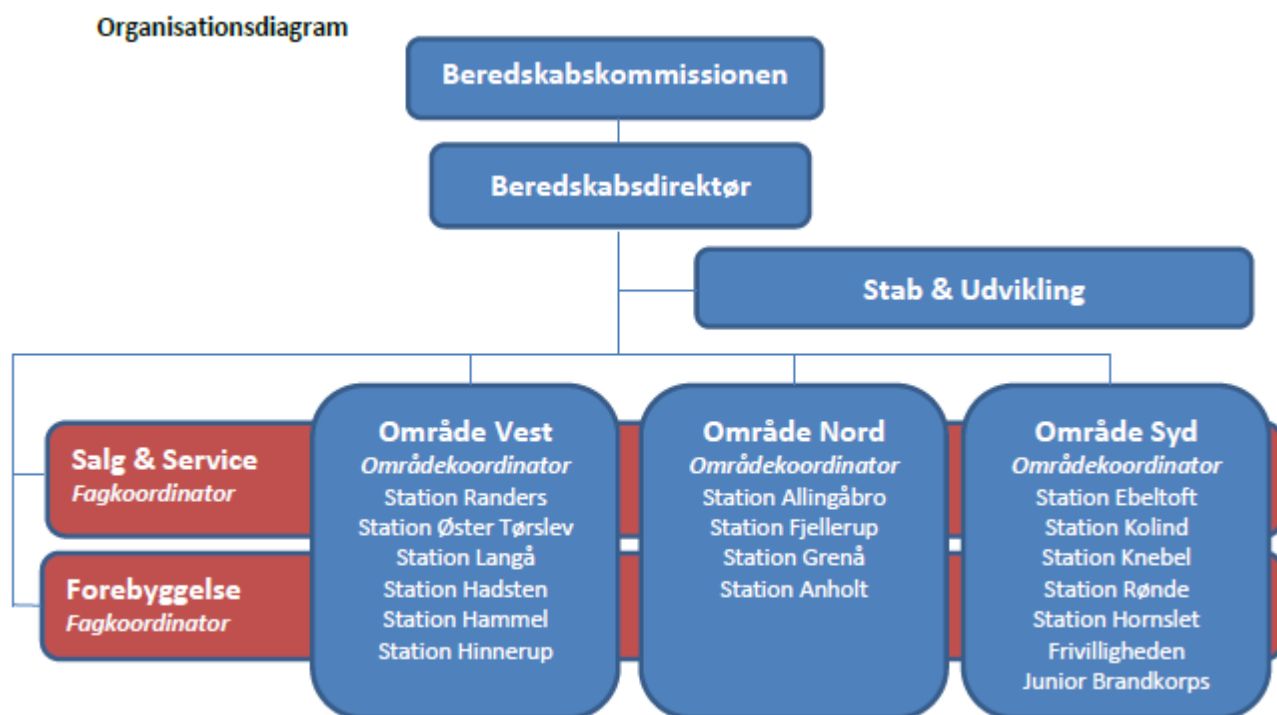 Organisationsdiagram
Beredskabskommissionen
Beredskabsdirektør
Stab & Udvikling
Salg & Service
Fagkoordinator
Forebyggelse
Fagkoordinator
Område Vest
Områdekoordinator
Station Randers
Station Øster Tørslev
Station Langå
Station Hadsten
Station Hammel
Station Hinnerup
Område Nord
Områdekoordinator
Station Allingåbro
Station Fjellerup
Station Grenå
Station Anholt
Område Syd
Områdekoordinator
Station Ebeltoft
Station Kolind
Station Knebel
Station Rønde
Station Hornslet
Frivilligheden
Junior Brandkorps